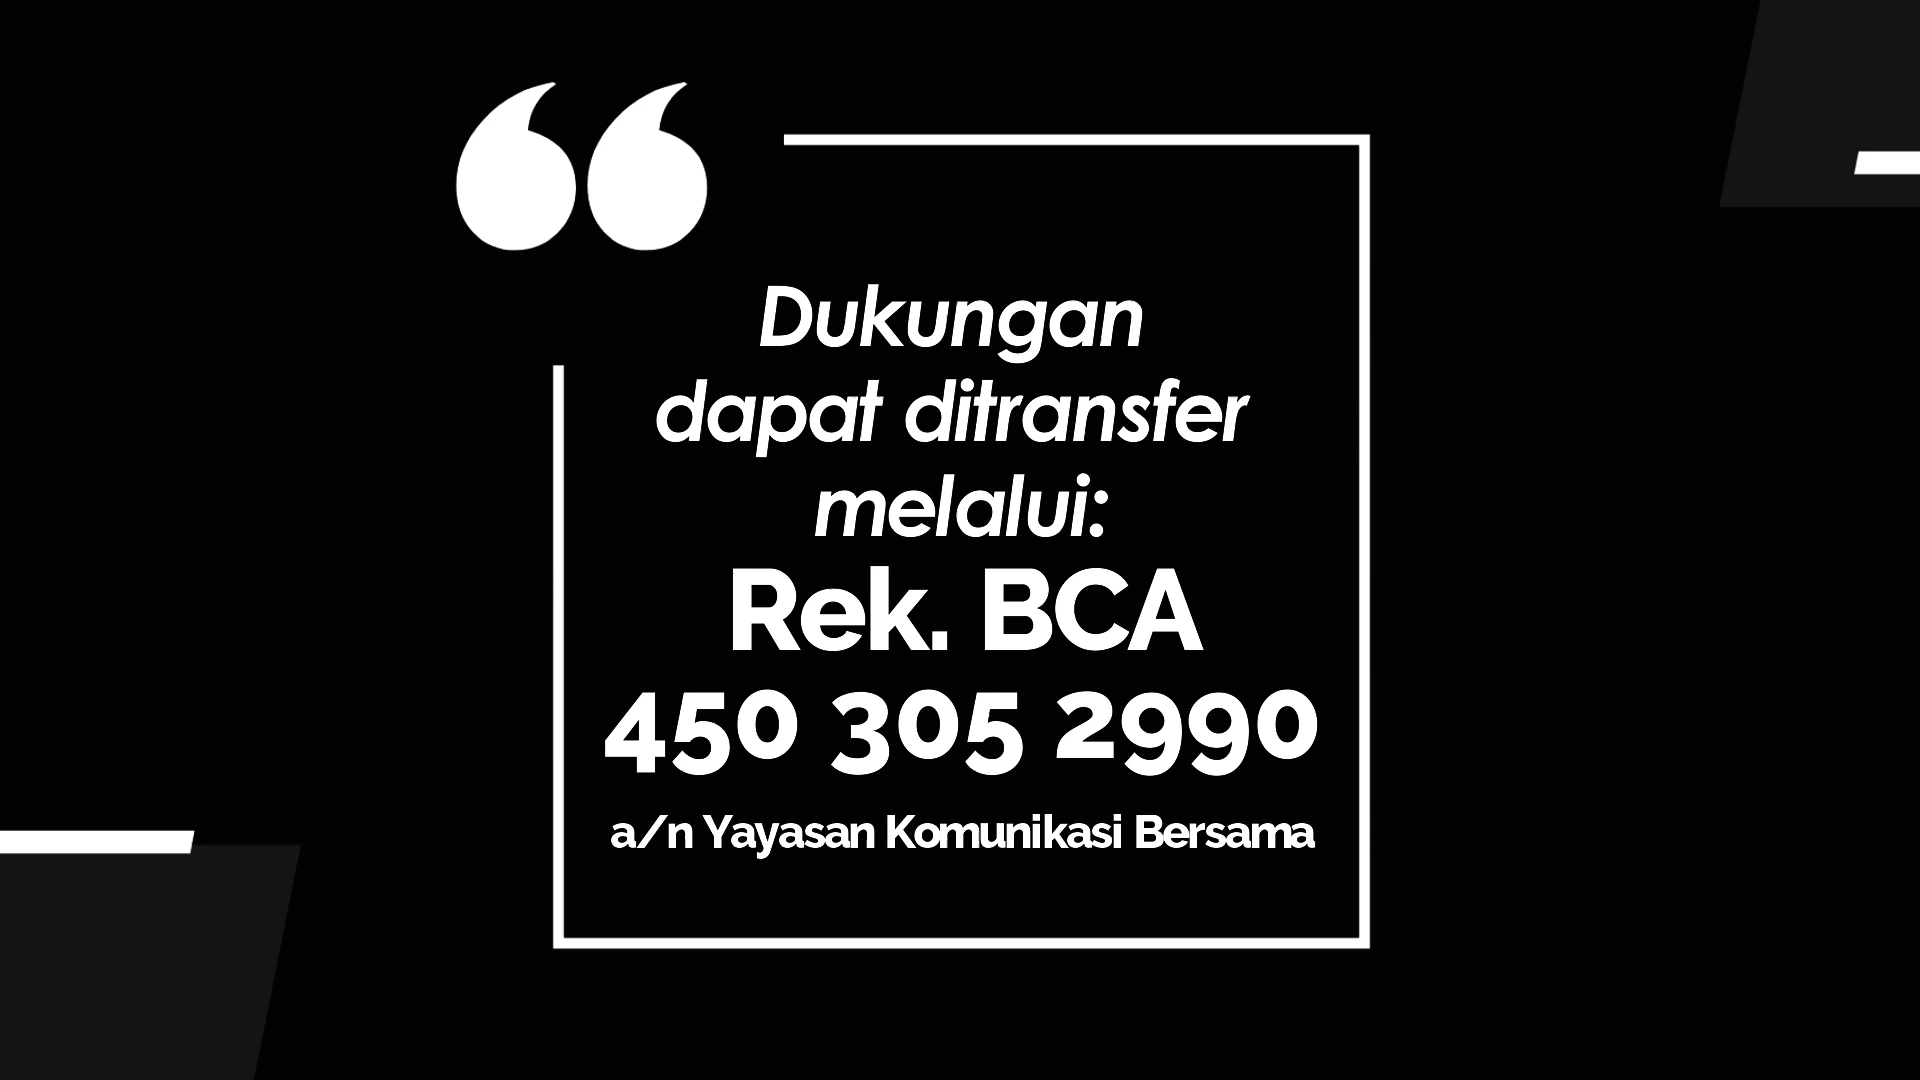 Dukungan
dapat ditransfer
melalui:
Rek. BCA
450 305 2990
a/n Yayasan Komunikasi Bersama